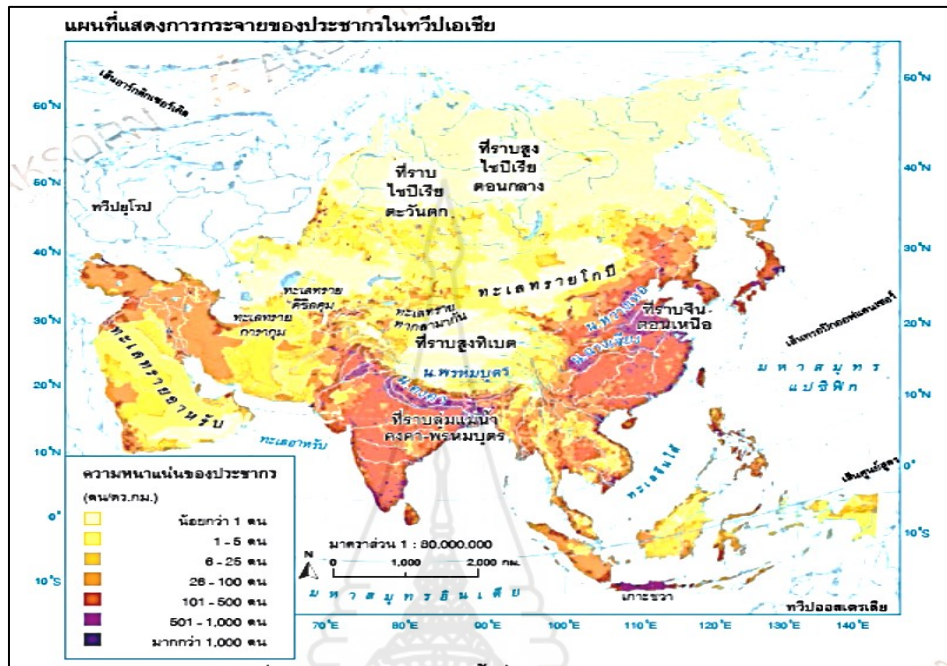 แผนที่แสดงการกระจายของประชากรในทวีปเอเชีย
AKSORN
AKSORN
เส้นอาร์กติกเซอร์เคิล
60°N
60°N
50°N
50°N
40°N
40°N
30°N
30°N
20°N
20°N
10°N
10°N
0°
0°
10°S
10°S
ทวีปยุโรป
ที่ราบ
ไซบีเรีย
ตะวันตก
ที่ราบสูง
ไซบีเรีย
ตอนกลาง
ทะเลทราย
คิซิลคุม
ทะเลทราย
การากุม
ทะเลทราย
ทากลามากัน
ทะเลทรายโกบี
ที่ราบสูงทิเบต
น.หวางเหอ
ที่ราบจีน
ตอนเหนือ
น.ฉางเจียง
น.พรหมบุตร
น.คงคา
ที่ราบลุ่มแม่น้ำ
คงคา-พรหมบุตร
ทะเลทรายอาหรับ
ทะเลอาหรับ
มหาสมุทร
แปซิฟิก
ทะเลจีนใต้
เส้นศูนย์สูตร
ความหนาแน่นของประชากร
(คน/ตร.กม.)
น้อยกว่า 1 คน
1 - 5 คน
6 - 25 คน
26 - 100 คน
101 - 500 คน
501 - 1,000 คน
มากกว่า 1,000 คน
N
มาตราส่วน 1 : 80,000,000
0 1,000 2,000 กม.
มหาสมุทรอินเดีย
เกาะชวา
ทวีปออสเตรเลีย
70°E 80°E 90°E 100°E 110°E 120°E 130°E 140°E